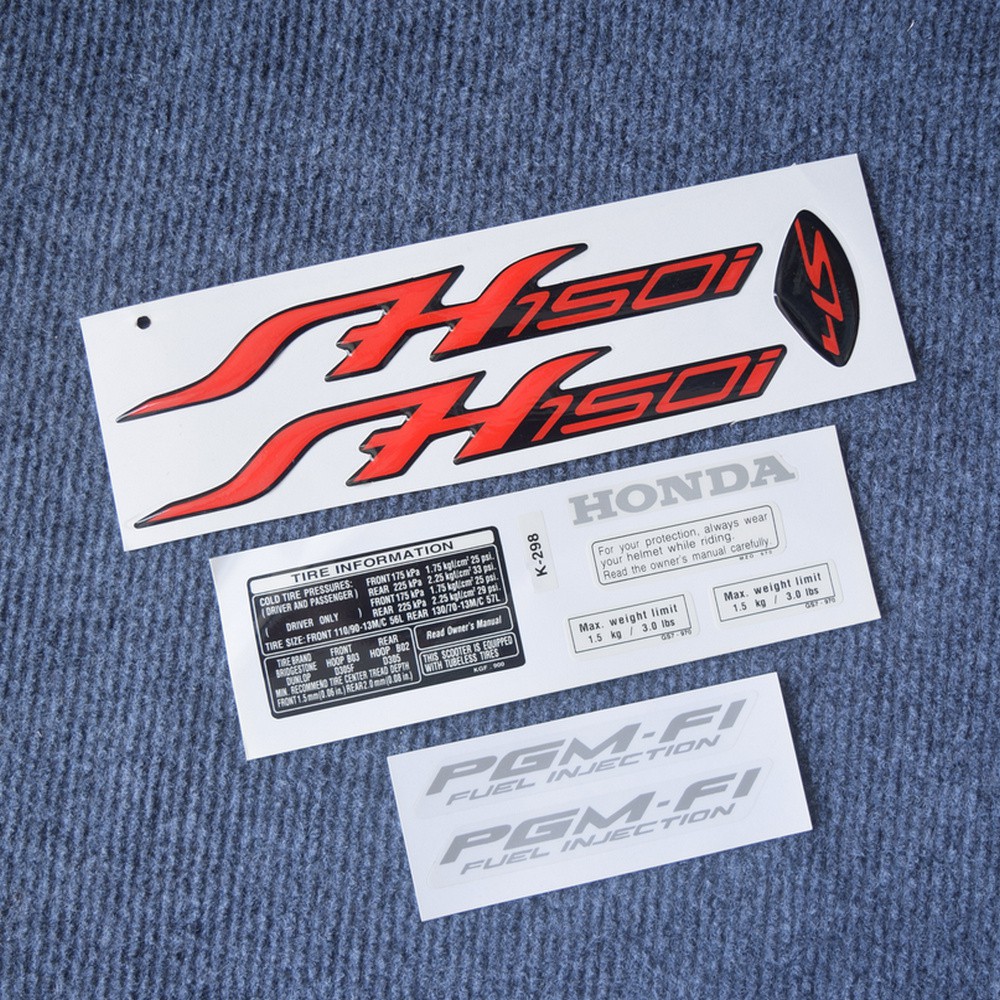 SH150i
SH150i
SH
HONDA
K-298
For your protection, always wear
your helmet while riding.
Read the owner's manual carefully.
Max. weight limit
1.5 kg / 3.0 lbs
GS7-970
Max. weight limit
1.5 kg / 3.0 lbs
GS7-970
TIRE INFORMATION
COLD TIRE PRESSURES: FRONT 175 kPa 1.75 kgf/cm² 25 psi.
( DRIVER AND PASSENGER ) REAR 225 kPa 2.25 kgf/cm² 33 psi.
FRONT 175 kPa 1.75 kgf/cm² 25 psi.
( DRIVER ONLY ) REAR 225 kPa 2.25 kgf/cm² 29 psi.
TIRE SIZE: FRONT 110/90-13M/C 56L REAR 130/70-13M/C 57L
TIRE BRAND FRONT REAR
BRIDGESTONE HOOP B03 HOOP B02
DUNLOP D305F D305
MIN. RECOMMEND TIRE CENTER TREAD DEPTH
FRONT 1.5 mm (0.06 in.) REAR 2.0 mm (0.08 in.)
Read Owner's Manual
THIS SCOOTER IS EQUIPPED
WITH TUBELESS TIRES
KGF . 900
PGM-FI
FUEL INJECTION
PGM-FI
FUEL INJECTION